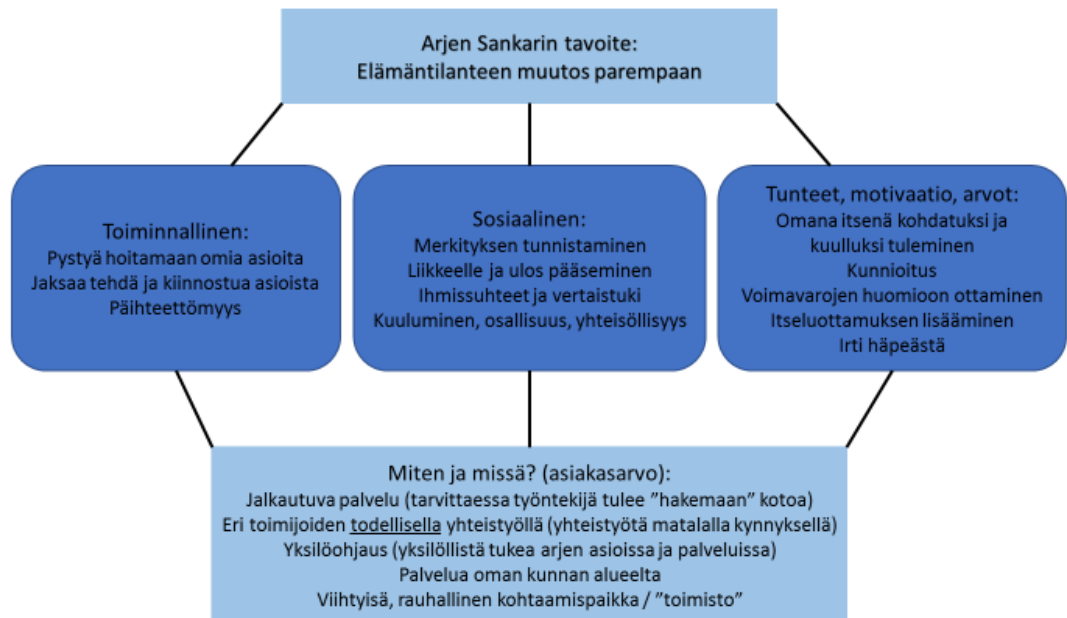 Arjen Sankarin tavoite:
Elämäntilanteen muutos parempaan
Toiminnallinen:
Pystyä hoitamaan omia asioita
Jaksaa tehdä ja kiinnostua asioista
Päihteettömyys
Sosiaalinen:
Merkityksen tunnistaminen
Liikkeelle ja ulos pääseminen
Ihmissuhteet ja vertaistuki
Kuuluminen, osallisuus, yhteisöllisyys
Tunteet, motivaatio, arvot:
Omana itsenä kohdatuksi ja
kuulluksi tuleminen
Kunnioitus
Voimavarojen huomioon ottaminen
Itseluottamuksen lisääminen
Irti häpeästä
Miten ja missä? (asiakasarvo):
Jalkautuva palvelu (tarvittaessa työntekijä tulee ”hakemaan” kotoa)
Eri toimijoiden todellisella yhteistyöllä (yhteistyötä matalalla kynnyksellä)
Yksilöohjaus (yksilöllistä tukea arjen asioissa ja palveluissa)
Palvelua oman kunnan alueelta
Viihtyisä, rauhallinen kohtaamispaikka / ”toimisto”